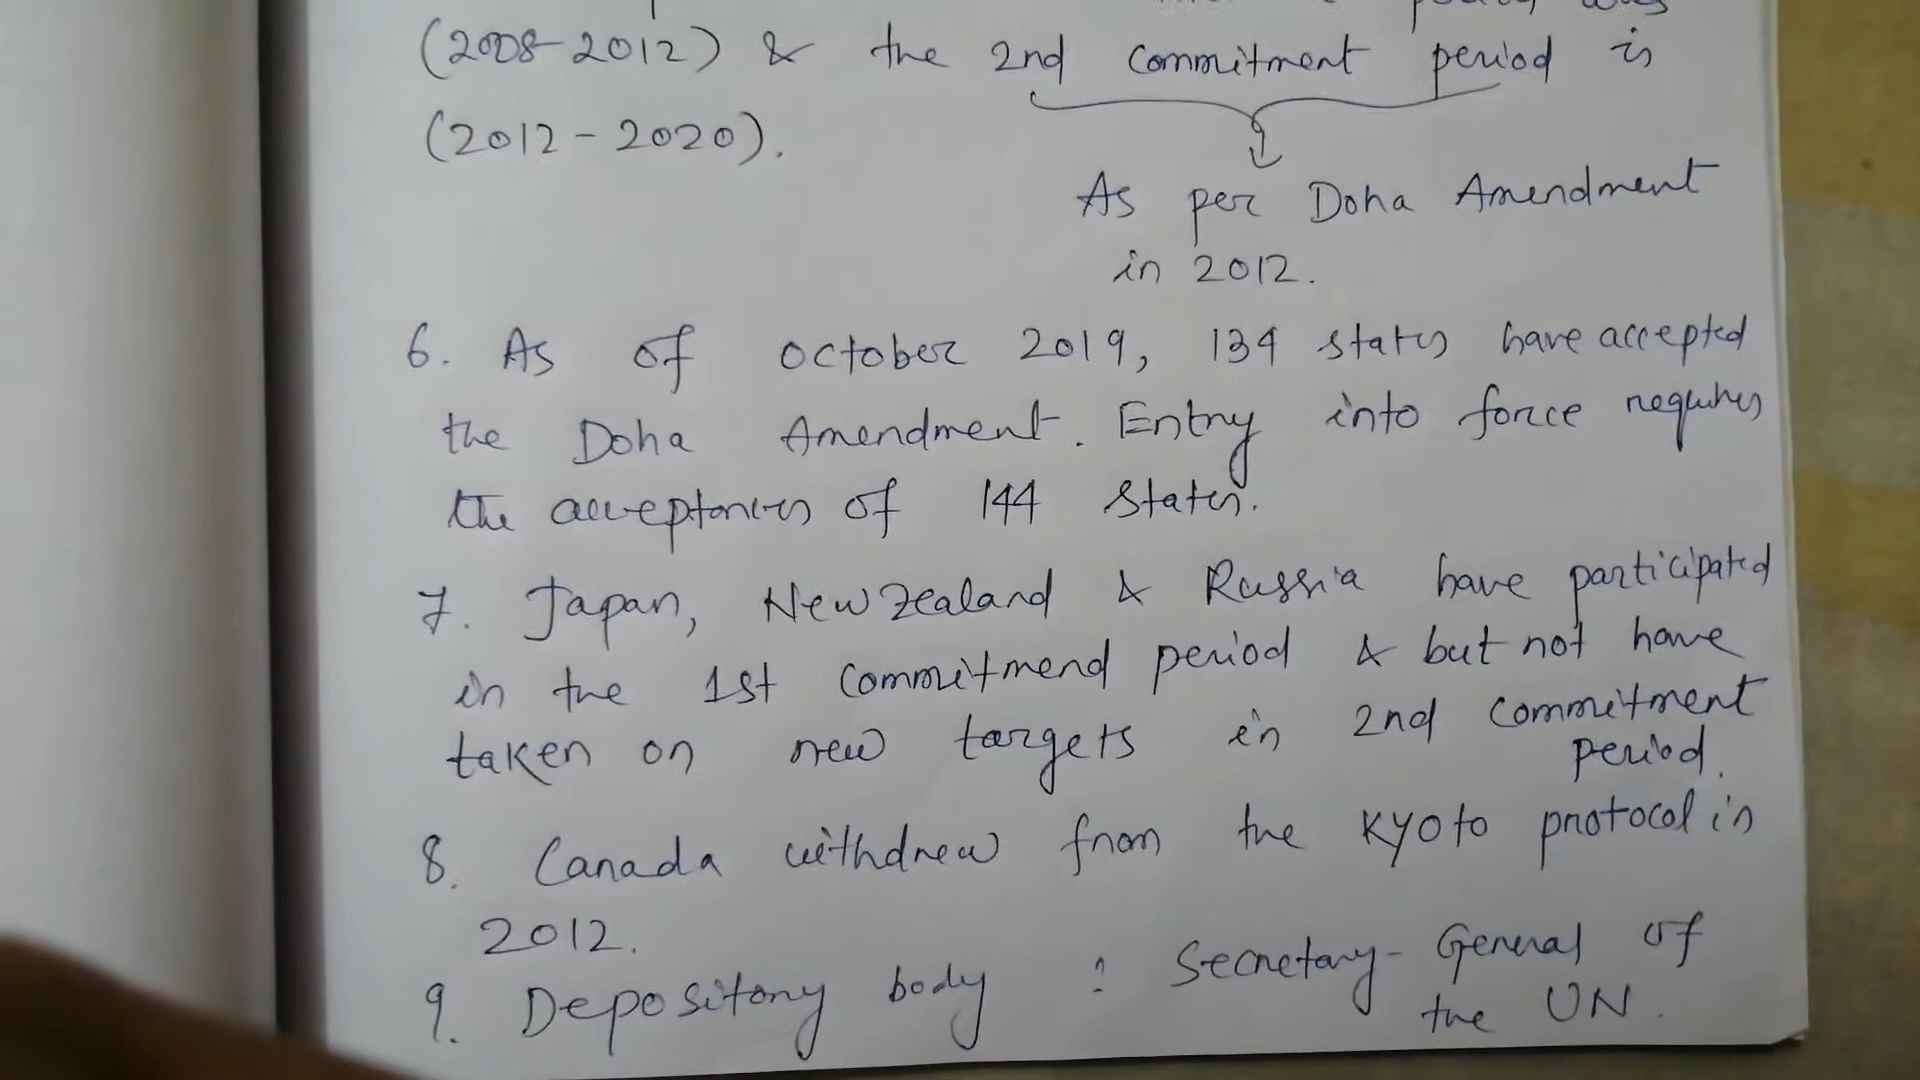 period was
(2008-2012) & the 2nd commitment period is
(2012-2020).
As per Doha Amendment
in 2012.
6. As of october 2019, 134 states have accepted
the Doha Amendment. Entry into force requires
the acceptances of 144 states.
7. Japan, New Zealand & Russia have participated
in the 1st commitmend period & but not have
taken on new targets in 2nd commitment
period.
8. Canada withdrew from the Kyoto protocol in
2012.
9. Depository body : Secretary-General of
the UN.